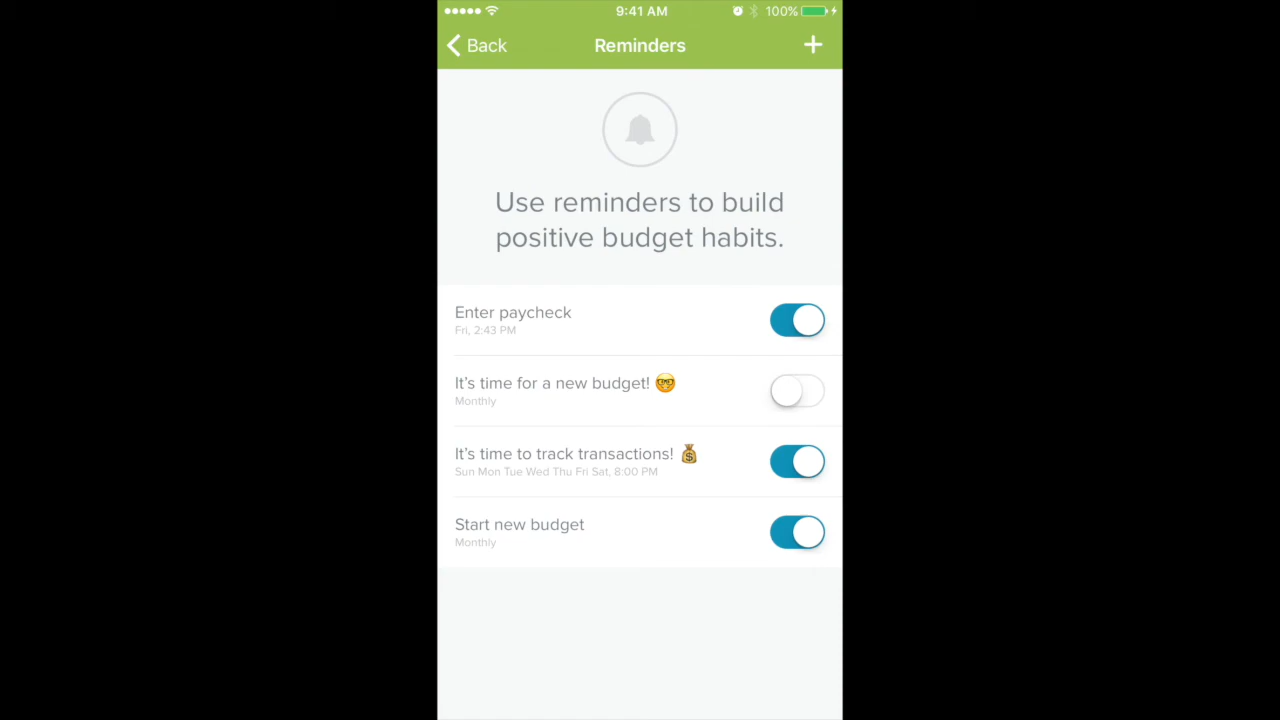 9:41 AM 100%
Back Reminders +
Use reminders to build
positive budget habits.
Enter paycheck
Fri, 2:43 PM
It's time for a new budget! 🤓
Monthly
It's time to track transactions! 💰
Sun Mon Tue Wed Thu Fri Sat, 8:00 PM
Start new budget
Monthly